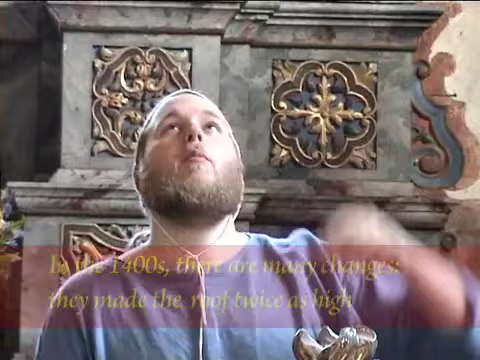 In the 1400s, there are many changes:
they made the roof twice as high